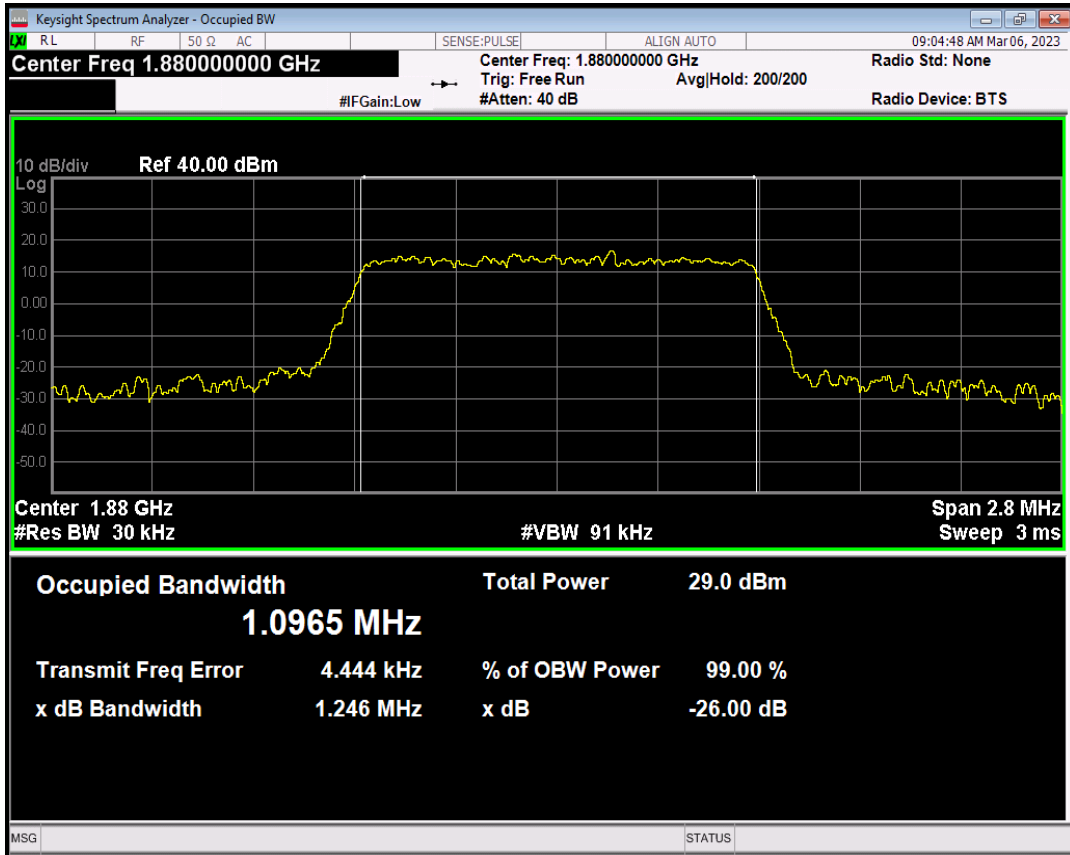 Keysight Spectrum Analyzer - Occupied BW
LXI RL RF 50 Ω AC SENSE:PULSE ALIGN AUTO 09:04:48 AM Mar 06, 2023
Center Freq 1.880000000 GHz Center Freq: 1.880000000 GHz Radio Std: None
Trig: Free Run Avg|Hold: 200/200
#IFGain:Low #Atten: 40 dB Radio Device: BTS
10 dB/div Ref 40.00 dBm
Log
30.0
20.0
10.0
0.00
-10.0
-20.0
-30.0
-40.0
-50.0
Center 1.88 GHz Span 2.8 MHz
#Res BW 30 kHz #VBW 91 kHz Sweep 3 ms
Occupied Bandwidth Total Power 29.0 dBm
1.0965 MHz
Transmit Freq Error 4.444 kHz % of OBW Power 99.00 %
x dB Bandwidth 1.246 MHz x dB -26.00 dB
MSG STATUS